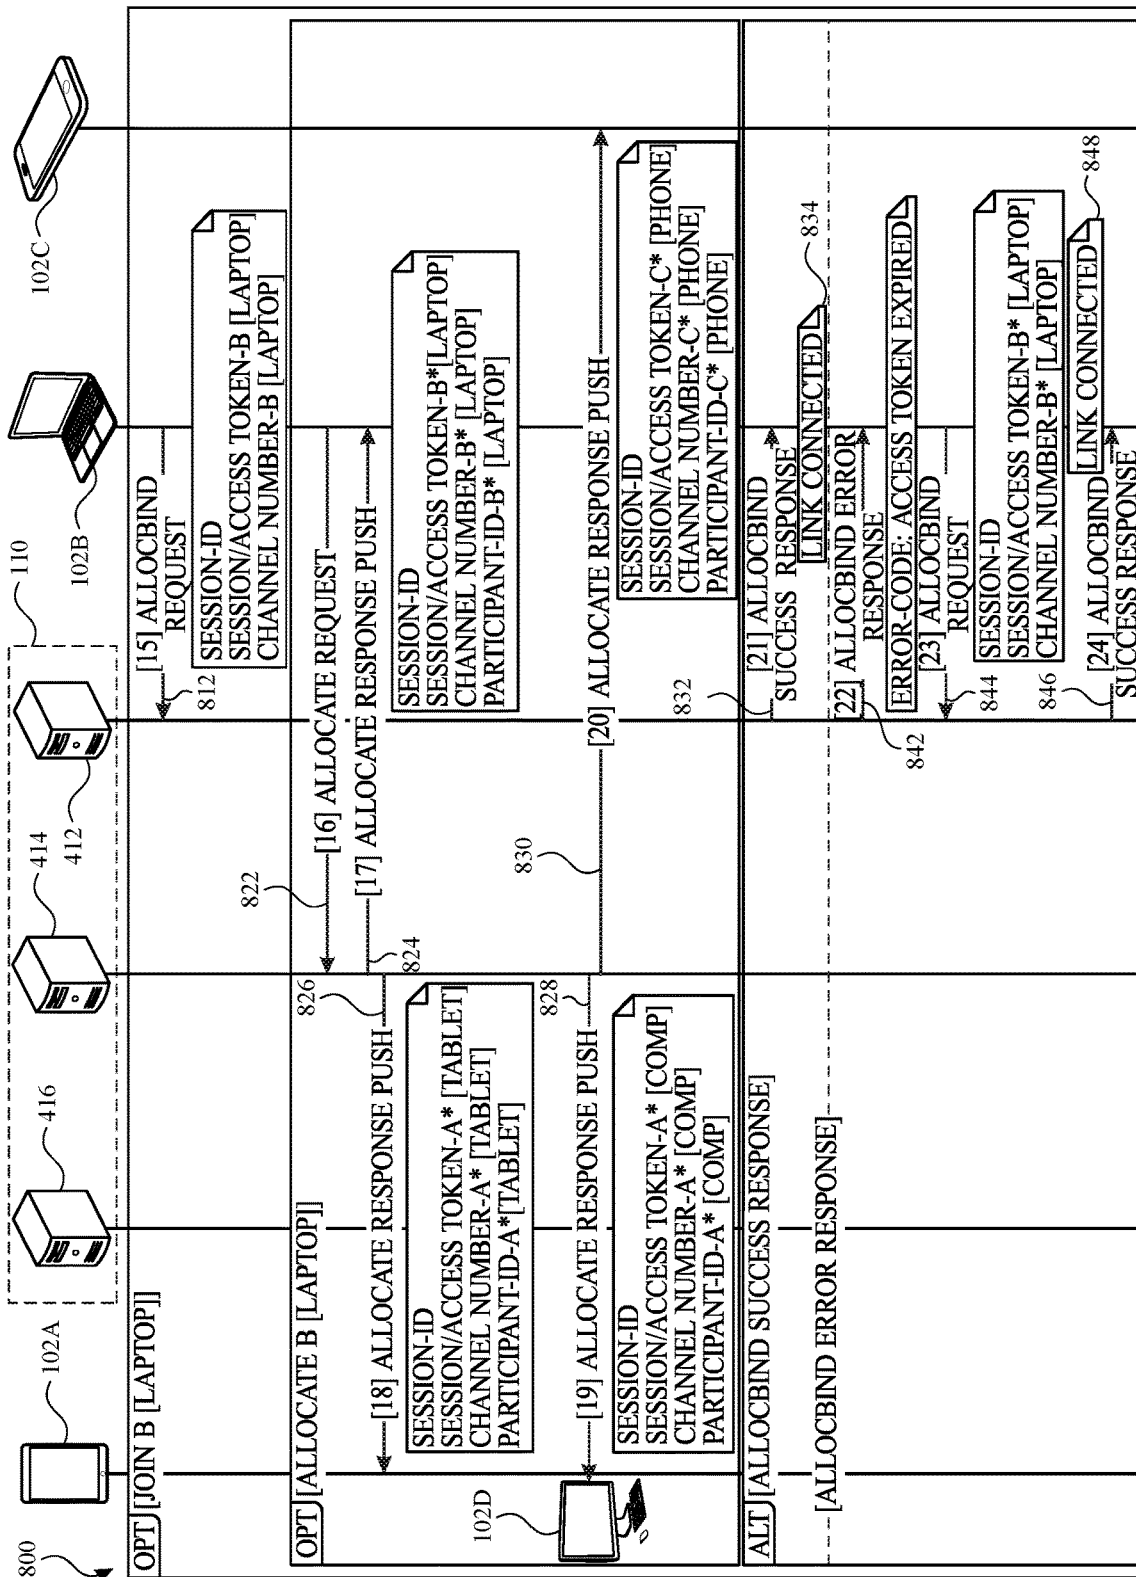 800
102A
416
414
412
110
102B
102C
OPT
[JOIN B [LAPTOP]]
[15] ALLOCBIND
REQUEST
812
SESSION-ID
SESSION/ACCESS TOKEN-B [LAPTOP]
CHANNEL NUMBER-B [LAPTOP]
OPT
[ALLOCATE B [LAPTOP]]
822
[16] ALLOCATE REQUEST
[17] ALLOCATE RESPONSE PUSH
824
SESSION-ID
SESSION/ACCESS TOKEN-B*[LAPTOP]
CHANNEL NUMBER-B* [LAPTOP]
PARTICIPANT-ID-B* [LAPTOP]
826
[18] ALLOCATE RESPONSE PUSH
SESSION-ID
SESSION/ACCESS TOKEN-A* [TABLET]
CHANNEL NUMBER-A* [TABLET]
PARTICIPANT-ID-A*[TABLET]
102D
828
[19] ALLOCATE RESPONSE PUSH
SESSION-ID
SESSION/ACCESS TOKEN-A* [COMP]
CHANNEL NUMBER-A* [COMP]
PARTICIPANT-ID-A* [COMP]
830
[20] ALLOCATE RESPONSE PUSH
SESSION-ID
SESSION/ACCESS TOKEN-C* [PHONE]
CHANNEL NUMBER-C* [PHONE]
PARTICIPANT-ID-C* [PHONE]
ALT
[ALLOCBIND SUCCESS RESPONSE]
832
[21] ALLOCBIND
SUCCESS RESPONSE
LINK CONNECTED
834
[ALLOCBIND ERROR RESPONSE]
[22] ALLOCBIND ERROR
RESPONSE
842
ERROR-CODE: ACCESS TOKEN EXPIRED
[23] ALLOCBIND
REQUEST
844
SESSION-ID
SESSION/ACCESS TOKEN-B* [LAPTOP]
CHANNEL NUMBER-B* [LAPTOP]
LINK CONNECTED
848
846
[24] ALLOCBIND
SUCCESS RESPONSE